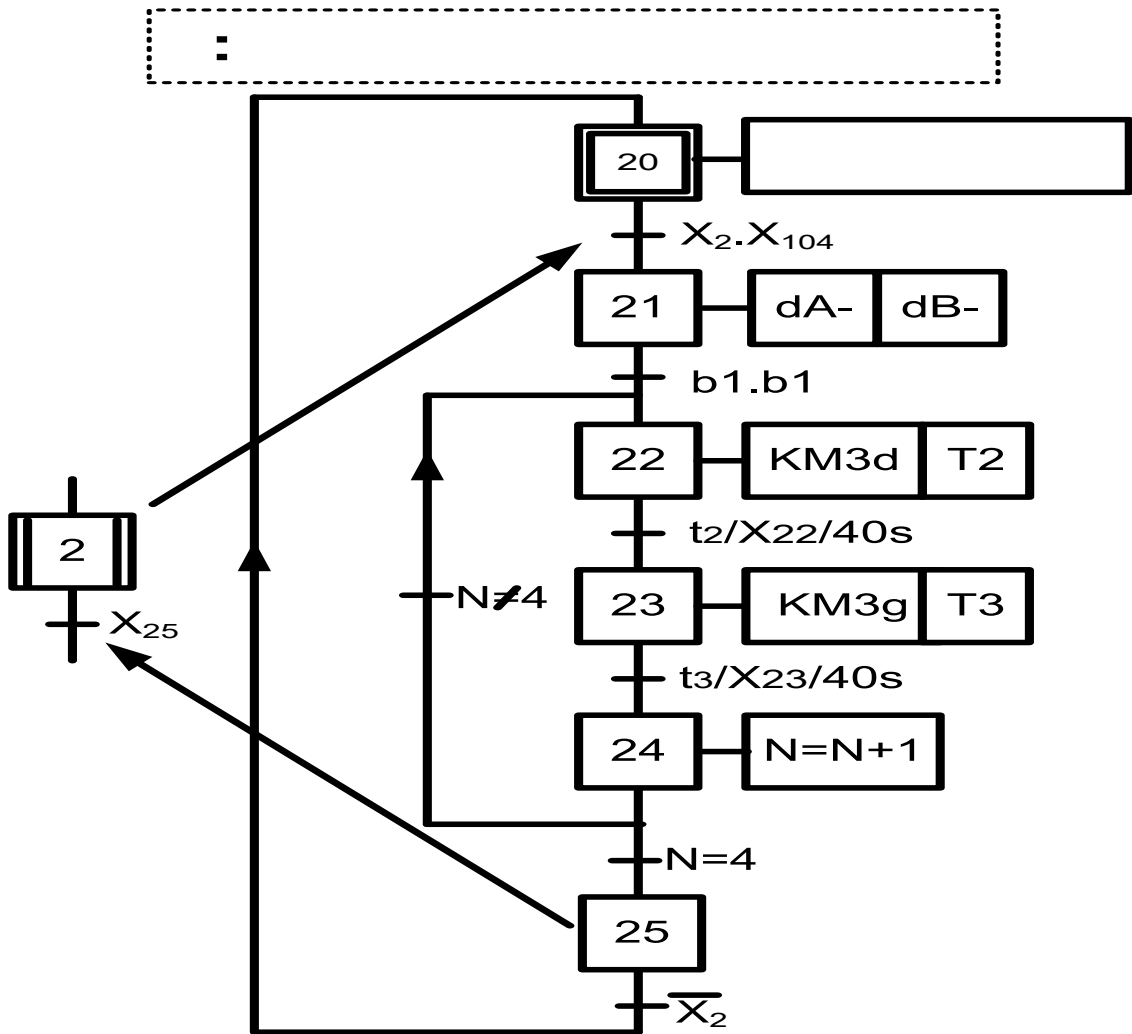 :
20
X₂.X₁₀₄
21 dA- dB-
b1.b1
22 KM3d T2
t2/X22/40s
2
X₂₅
N≠4
23 KM3g T3
t3/X23/40s
24 N=N+1
N=4
25
X̅₂